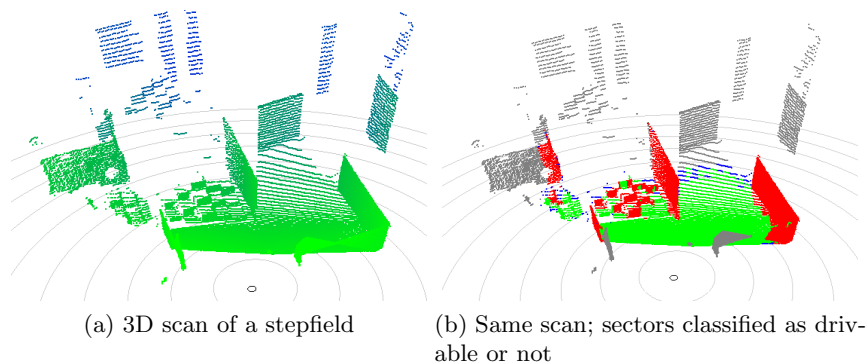 (a) 3D scan of a stepfield
(b) Same scan; sectors classified as driv-
able or not